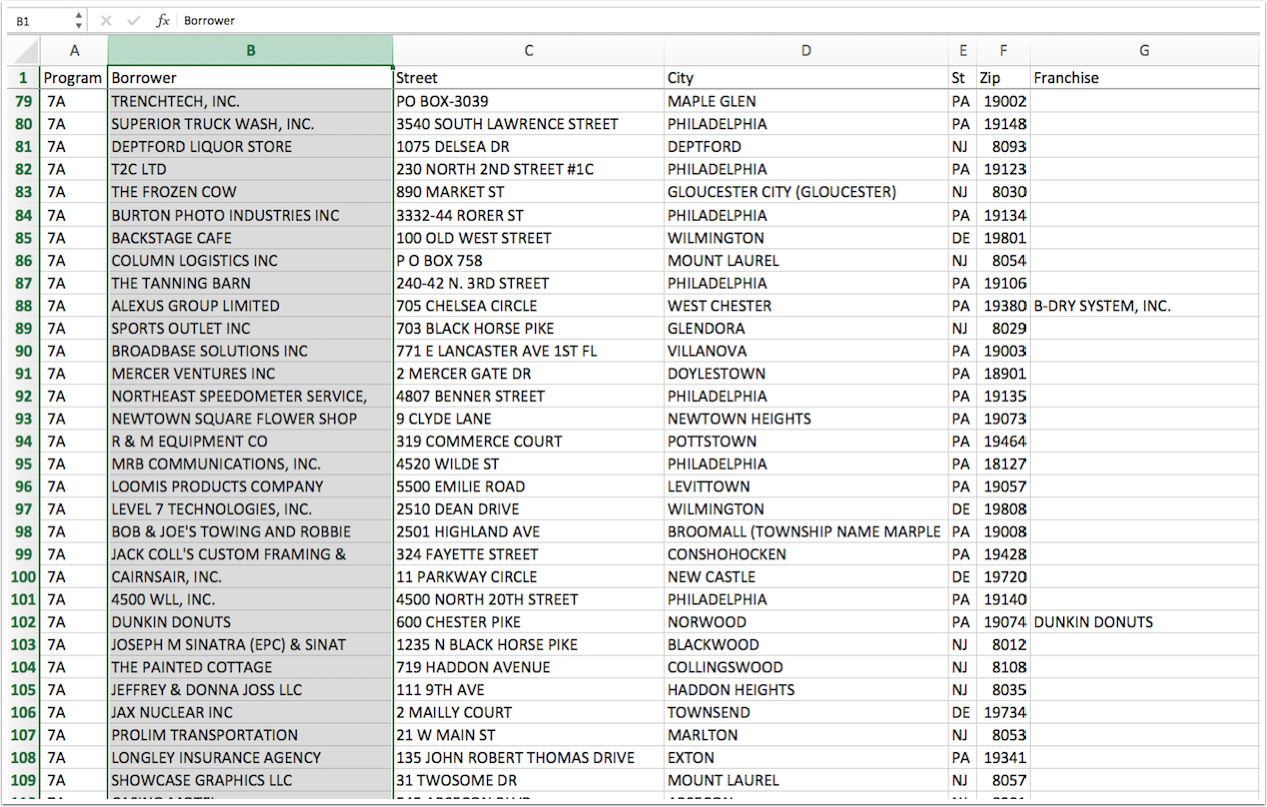 B1 fx Borrower
A B C D E F G
1 Program Borrower Street City St Zip Franchise
79 7A TRENCHTECH, INC. PO BOX-3039 MAPLE GLEN PA 19002
80 7A SUPERIOR TRUCK WASH, INC. 3540 SOUTH LAWRENCE STREET PHILADELPHIA PA 19148
81 7A DEPTFORD LIQUOR STORE 1075 DELSEA DR DEPTFORD NJ 8093
82 7A T2C LTD 230 NORTH 2ND STREET #1C PHILADELPHIA PA 19123
83 7A THE FROZEN COW 890 MARKET ST GLOUCESTER CITY (GLOUCESTER) NJ 8030
84 7A BURTON PHOTO INDUSTRIES INC 3332-44 RORER ST PHILADELPHIA PA 19134
85 7A BACKSTAGE CAFE 100 OLD WEST STREET WILMINGTON DE 19801
86 7A COLUMN LOGISTICS INC P O BOX 758 MOUNT LAUREL NJ 8054
87 7A THE TANNING BARN 240-42 N. 3RD STREET PHILADELPHIA PA 19106
88 7A ALEXUS GROUP LIMITED 705 CHELSEA CIRCLE WEST CHESTER PA 19380 B-DRY SYSTEM, INC.
89 7A SPORTS OUTLET INC 703 BLACK HORSE PIKE GLENDORA NJ 8029
90 7A BROADBASE SOLUTIONS INC 771 E LANCASTER AVE 1ST FL VILLANOVA PA 19003
91 7A MERCER VENTURES INC 2 MERCER GATE DR DOYLESTOWN PA 18901
92 7A NORTHEAST SPEEDOMETER SERVICE, 4807 BENNER STREET PHILADELPHIA PA 19135
93 7A NEWTOWN SQUARE FLOWER SHOP 9 CLYDE LANE NEWTOWN HEIGHTS PA 19073
94 7A R & M EQUIPMENT CO 319 COMMERCE COURT POTTSTOWN PA 19464
95 7A MRB COMMUNICATIONS, INC. 4520 WILDE ST PHILADELPHIA PA 18127
96 7A LOOMIS PRODUCTS COMPANY 5500 EMILIE ROAD LEVITTOWN PA 19057
97 7A LEVEL 7 TECHNOLOGIES, INC. 2510 DEAN DRIVE WILMINGTON DE 19808
98 7A BOB & JOE'S TOWING AND ROBBIE 2501 HIGHLAND AVE BROOMALL (TOWNSHIP NAME MARPLE PA 19008
99 7A JACK COLL'S CUSTOM FRAMING & 324 FAYETTE STREET CONSHOHOCKEN PA 19428
100 7A CAIRNSAIR, INC. 11 PARKWAY CIRCLE NEW CASTLE DE 19720
101 7A 4500 WLL, INC. 4500 NORTH 20TH STREET PHILADELPHIA PA 19140
102 7A DUNKIN DONUTS 600 CHESTER PIKE NORWOOD PA 19074 DUNKIN DONUTS
103 7A JOSEPH M SINATRA (EPC) & SINAT 1235 N BLACK HORSE PIKE BLACKWOOD NJ 8012
104 7A THE PAINTED COTTAGE 719 HADDON AVENUE COLLINGSWOOD NJ 8108
105 7A JEFFREY & DONNA JOSS LLC 111 9TH AVE HADDON HEIGHTS NJ 8035
106 7A JAX NUCLEAR INC 2 MAILLY COURT TOWNSEND DE 19734
107 7A PROLIM TRANSPORTATION 21 W MAIN ST MARLTON NJ 8053
108 7A LONGLEY INSURANCE AGENCY 135 JOHN ROBERT THOMAS DRIVE EXTON PA 19341
109 7A SHOWCASE GRAPHICS LLC 31 TWOSOME DR MOUNT LAUREL NJ 8057